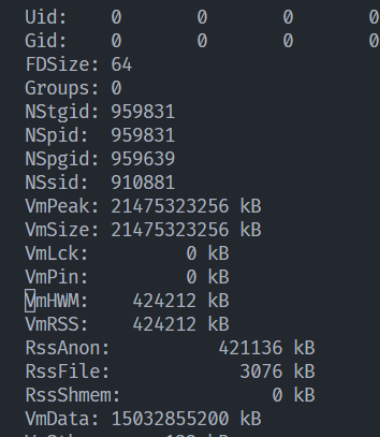 Uid:    0       0       0       0
Gid:    0       0       0       0
FDSize: 64
Groups: 0
NStgid: 959831
NSpid:  959831
NSpgid: 959639
NSsid:  910881
VmPeak: 21475323256 kB
VmSize: 21475323256 kB
VmLck:         0 kB
VmPin:         0 kB
VmHWM:    424212 kB
VmRSS:    424212 kB
RssAnon:          421136 kB
RssFile:            3076 kB
RssShmem:              0 kB
VmData: 15032855200 kB